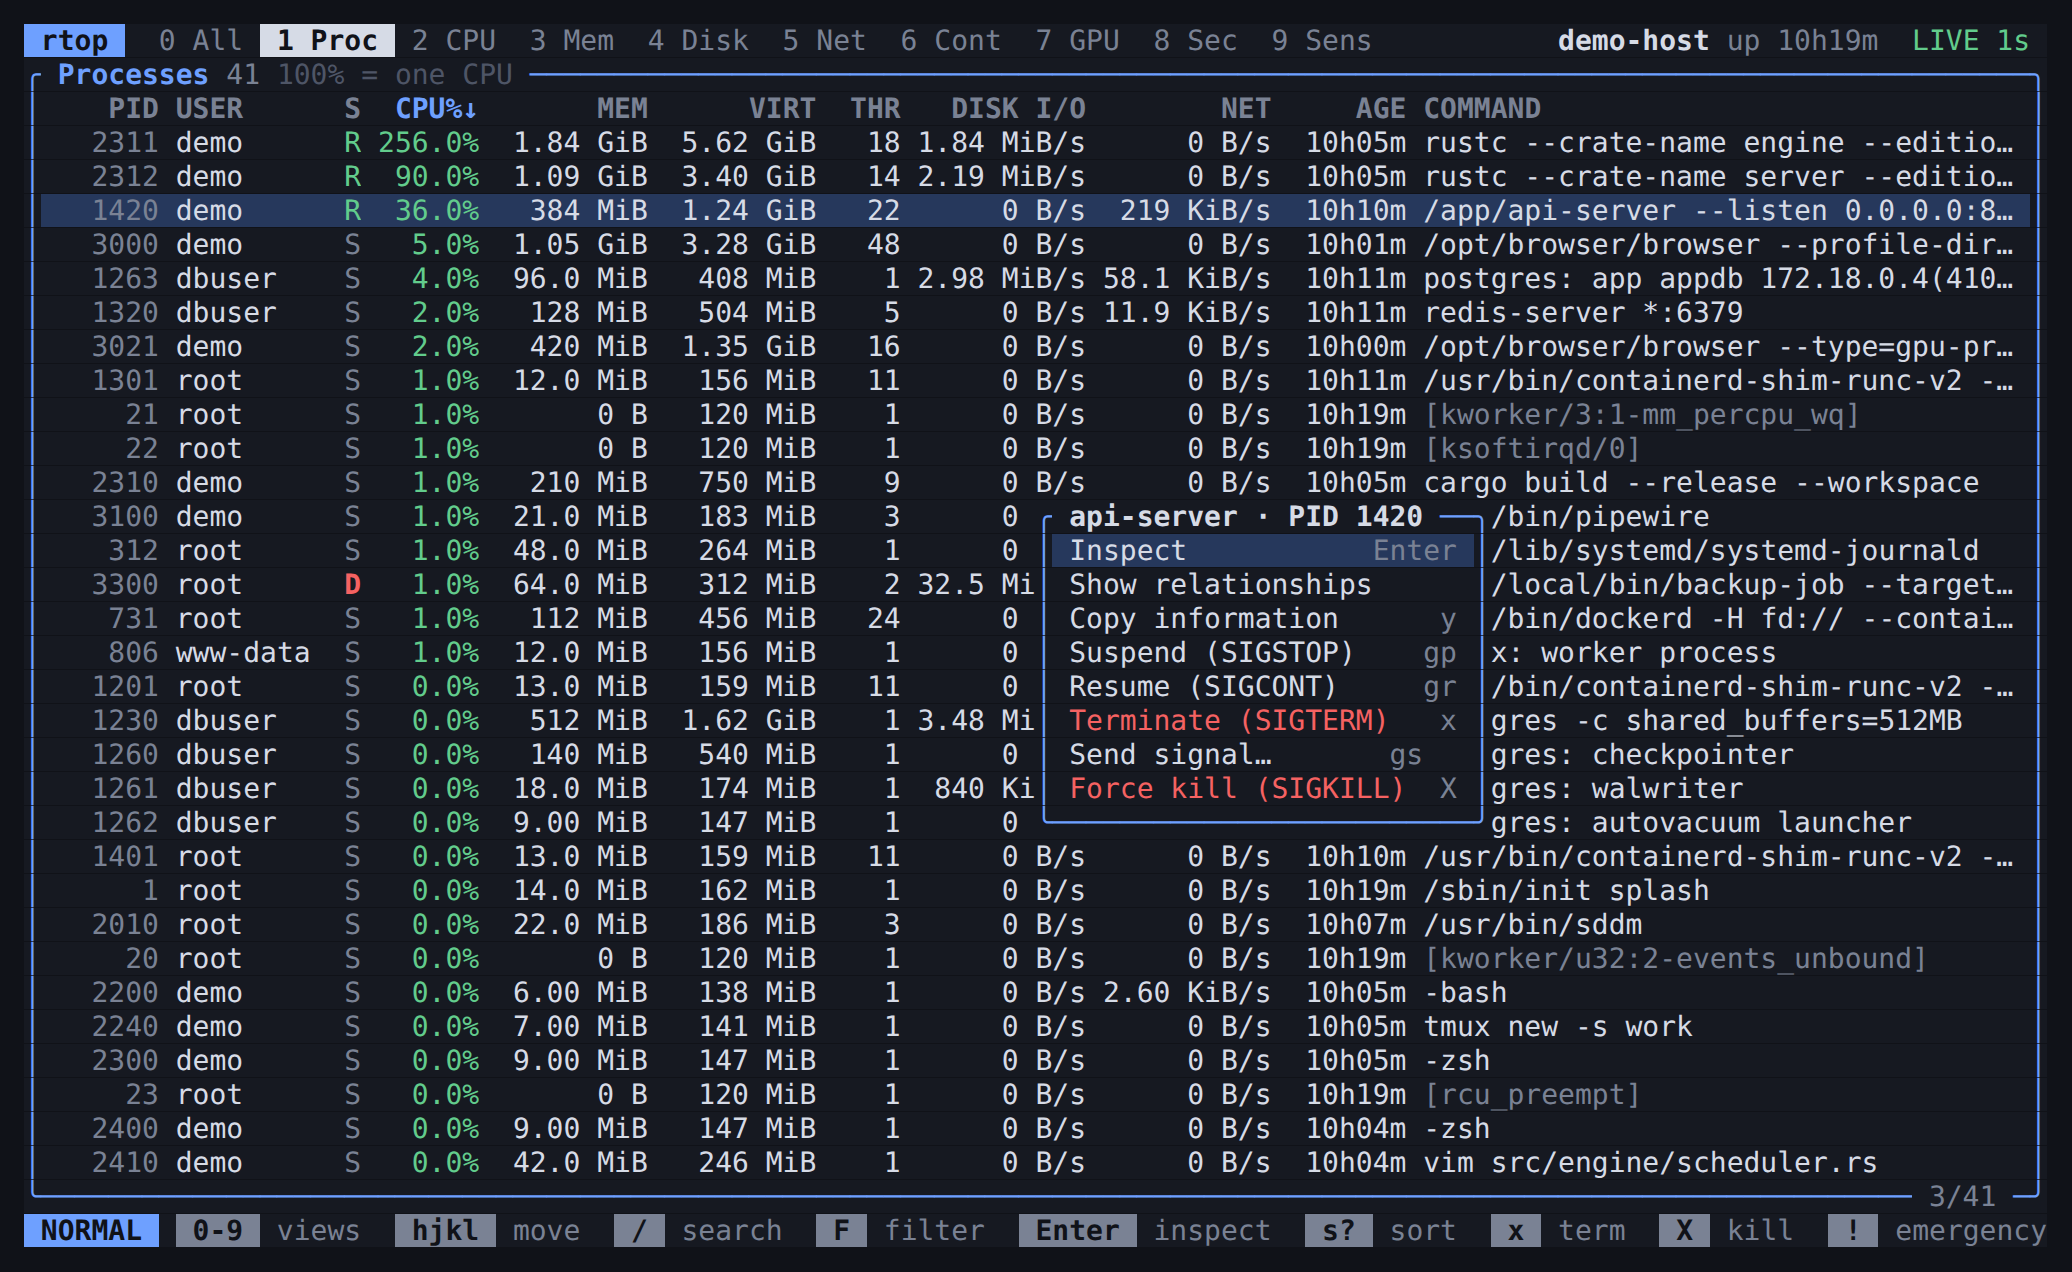 rtop 0 All 1 Proc 2 CPU 3 Mem 4 Disk 5 Net 6 Cont 7 GPU 8 Sec 9 Sens demo-host up 10h19m LIVE 1s
Processes 41 100% = one CPU
PID USER S CPU%↓ MEM VIRT THR DISK I/O NET AGE COMMAND
2311 demo R 256.0% 1.84 GiB 5.62 GiB 18 1.84 MiB/s 0 B/s 10h05m rustc --crate-name engine --editio…
2312 demo R 90.0% 1.09 GiB 3.40 GiB 14 2.19 MiB/s 0 B/s 10h05m rustc --crate-name server --editio…
1420 demo R 36.0% 384 MiB 1.24 GiB 22 0 B/s 219 KiB/s 10h10m /app/api-server --listen 0.0.0.0:8…
3000 demo S 5.0% 1.05 GiB 3.28 GiB 48 0 B/s 0 B/s 10h01m /opt/browser/browser --profile-dir…
1263 dbuser S 4.0% 96.0 MiB 408 MiB 1 2.98 MiB/s 58.1 KiB/s 10h11m postgres: app appdb 172.18.0.4(410…
1320 dbuser S 2.0% 128 MiB 504 MiB 5 0 B/s 11.9 KiB/s 10h11m redis-server *:6379
3021 demo S 2.0% 420 MiB 1.35 GiB 16 0 B/s 0 B/s 10h00m /opt/browser/browser --type=gpu-pr…
1301 root S 1.0% 12.0 MiB 156 MiB 11 0 B/s 0 B/s 10h11m /usr/bin/containerd-shim-runc-v2 -…
21 root S 1.0% 0 B 120 MiB 1 0 B/s 0 B/s 10h19m [kworker/3:1-mm_percpu_wq]
22 root S 1.0% 0 B 120 MiB 1 0 B/s 0 B/s 10h19m [ksoftirqd/0]
2310 demo S 1.0% 210 MiB 750 MiB 9 0 B/s 0 B/s 10h05m cargo build --release --workspace
3100 demo S 1.0% 21.0 MiB 183 MiB 3 0 api-server · PID 1420 /bin/pipewire
312 root S 1.0% 48.0 MiB 264 MiB 1 0 Inspect Enter /lib/systemd/systemd-journald
3300 root D 1.0% 64.0 MiB 312 MiB 2 32.5 Mi Show relationships /local/bin/backup-job --target…
731 root S 1.0% 112 MiB 456 MiB 24 0 Copy information y /bin/dockerd -H fd:// --contai…
806 www-data S 1.0% 12.0 MiB 156 MiB 1 0 Suspend (SIGSTOP) gp x: worker process
1201 root S 0.0% 13.0 MiB 159 MiB 11 0 Resume (SIGCONT) gr /bin/containerd-shim-runc-v2 -…
1230 dbuser S 0.0% 512 MiB 1.62 GiB 1 3.48 Mi Terminate (SIGTERM) x gres -c shared_buffers=512MB
1260 dbuser S 0.0% 140 MiB 540 MiB 1 0 Send signal… gs gres: checkpointer
1261 dbuser S 0.0% 18.0 MiB 174 MiB 1 840 Ki Force kill (SIGKILL) X gres: walwriter
1262 dbuser S 0.0% 9.00 MiB 147 MiB 1 0 gres: autovacuum launcher
1401 root S 0.0% 13.0 MiB 159 MiB 11 0 B/s 0 B/s 10h10m /usr/bin/containerd-shim-runc-v2 -…
1 root S 0.0% 14.0 MiB 162 MiB 1 0 B/s 0 B/s 10h19m /sbin/init splash
2010 root S 0.0% 22.0 MiB 186 MiB 3 0 B/s 0 B/s 10h07m /usr/bin/sddm
20 root S 0.0% 0 B 120 MiB 1 0 B/s 0 B/s 10h19m [kworker/u32:2-events_unbound]
2200 demo S 0.0% 6.00 MiB 138 MiB 1 0 B/s 2.60 KiB/s 10h05m -bash
2240 demo S 0.0% 7.00 MiB 141 MiB 1 0 B/s 0 B/s 10h05m tmux new -s work
2300 demo S 0.0% 9.00 MiB 147 MiB 1 0 B/s 0 B/s 10h05m -zsh
23 root S 0.0% 0 B 120 MiB 1 0 B/s 0 B/s 10h19m [rcu_preempt]
2400 demo S 0.0% 9.00 MiB 147 MiB 1 0 B/s 0 B/s 10h04m -zsh
2410 demo S 0.0% 42.0 MiB 246 MiB 1 0 B/s 0 B/s 10h04m vim src/engine/scheduler.rs
3/41
NORMAL 0-9 views hjkl move / search F filter Enter inspect s? sort x term X kill ! emergency